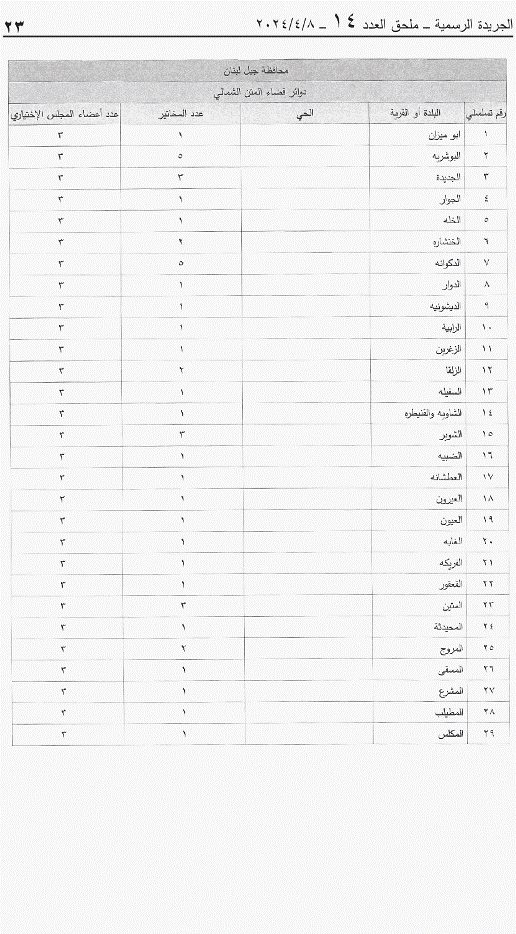 الجريدة الرسمية ــ ملحق العدد ١٤ ــ ٢٠٢٤/٤/٨ ٢٣
محافظة جبل لبنان
دوائر قضاء المتن الشمالي
رقم تسلسلي البلدة او القرية الحي عدد المخاتير عدد أعضاء المجلس الإختياري
١ ابو ميزان ١ ٣
٢ البوشريه ٥ ٣
٣ الجديدة ٣ ٣
٤ الجوار ١ ٣
٥ الخله ١ ٣
٦ الخنشاره ٢ ٣
٧ الدكوانه ٥ ٣
٨ الدوار ١ ٣
٩ الديشونيه ١ ٣
١٠ الرابية ١ ٣
١١ الزغرين ١ ٣
١٢ الزلقا ٢ ٣
١٣ السفيله ١ ٣
١٤ الشاويه والقنيطره ١ ٣
١٥ الشوير ٣ ٣
١٦ الضبيه ١ ٣
١٧ العطشانه ١ ٣
١٨ العيرون ١ ٣
١٩ العيون ١ ٣
٢٠ الغابه ١ ٣
٢١ الفريكه ١ ٣
٢٢ القعقور ١ ٣
٢٣ المتين ٣ ٣
٢٤ المحيدثة ١ ٣
٢٥ المروج ٢ ٣
٢٦ المسقى ١ ٣
٢٧ المشرع ١ ٣
٢٨ المطيلب ١ ٣
٢٩ المكلس ١ ٣